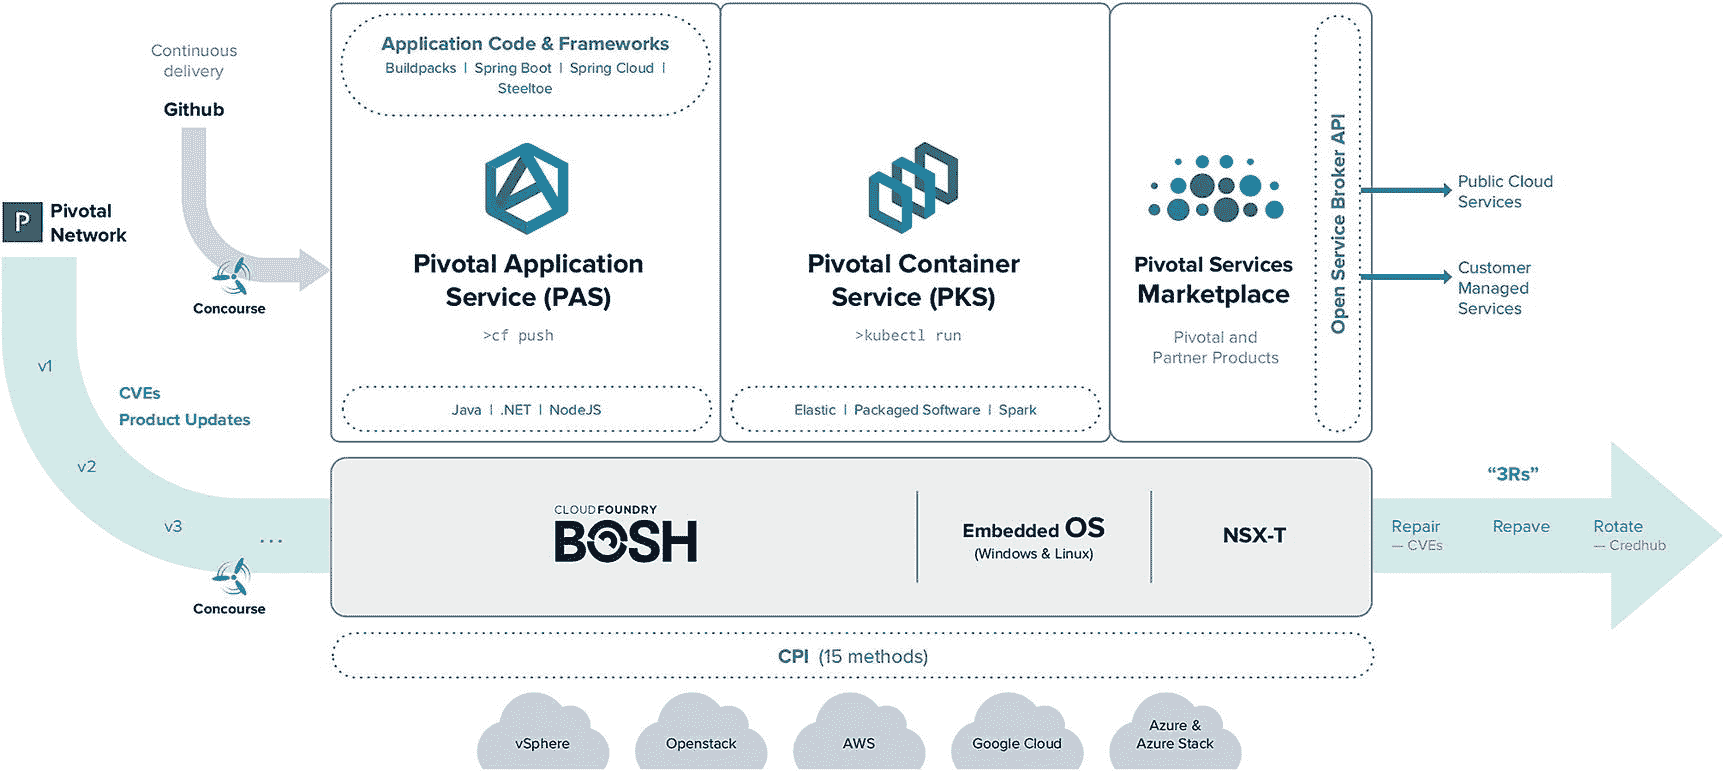 Continuous
delivery
Github
P
Pivotal
Network
Concourse
v1
CVEs
Product Updates
v2
v3
...
Concourse
Application Code & Frameworks
Buildpacks | Spring Boot | Spring Cloud |
Steeltoe
Pivotal Application
Service (PAS)
>cf push
Java | .NET | NodeJS
Pivotal Container
Service (PKS)
>kubectl run
Elastic | Packaged Software | Spark
Pivotal Services
Marketplace
Pivotal and
Partner Products
Open Service Broker API
Public Cloud
Services
Customer
Managed
Services
CLOUDFOUNDRY
BOSH
Embedded OS
(Windows & Linux)
NSX-T
“3Rs”
Repair
— CVEs
Repave
Rotate
— Credhub
CPI (15 methods)
vSphere
Openstack
AWS
Google Cloud
Azure &
Azure Stack